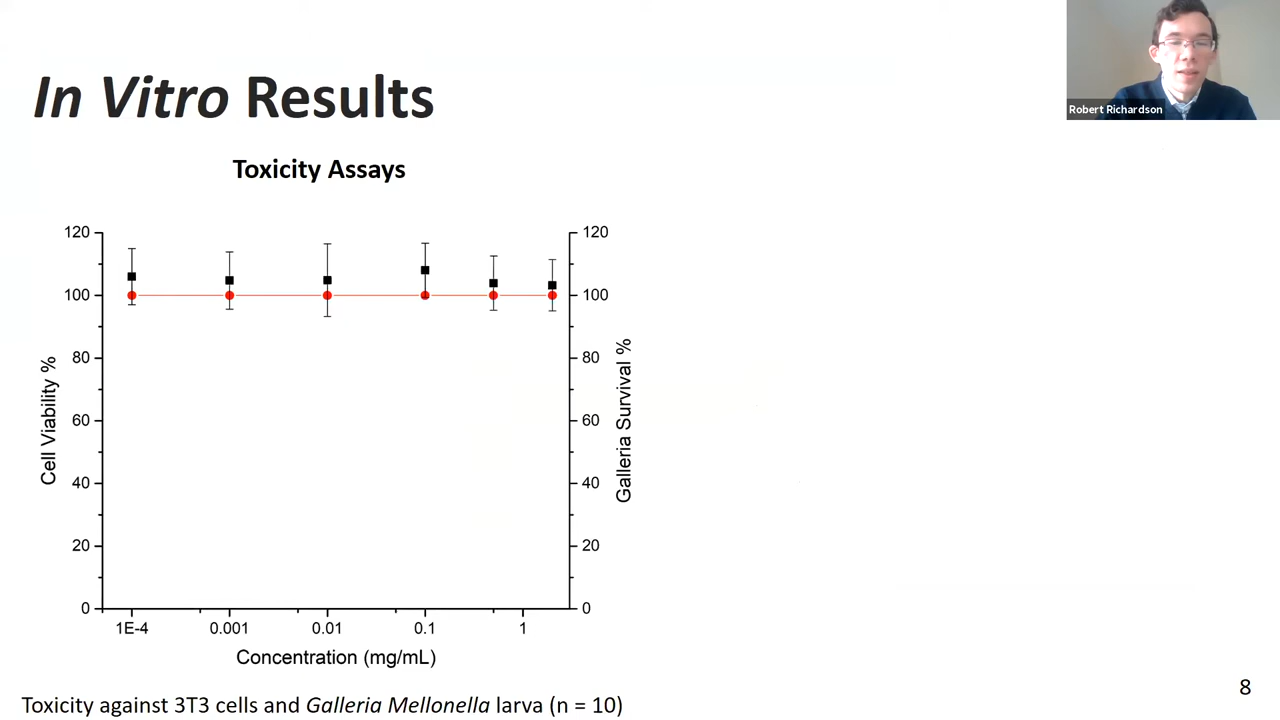 Robert Richardson
In Vitro Results
Toxicity Assays
120
100
80
60
40
20
0
Cell Viability %
120
100
80
60
40
20
0
Galleria Survival %
1E-4 0.001 0.01 0.1 1
Concentration (mg/mL)
Toxicity against 3T3 cells and Galleria Mellonella larva (n = 10)
8